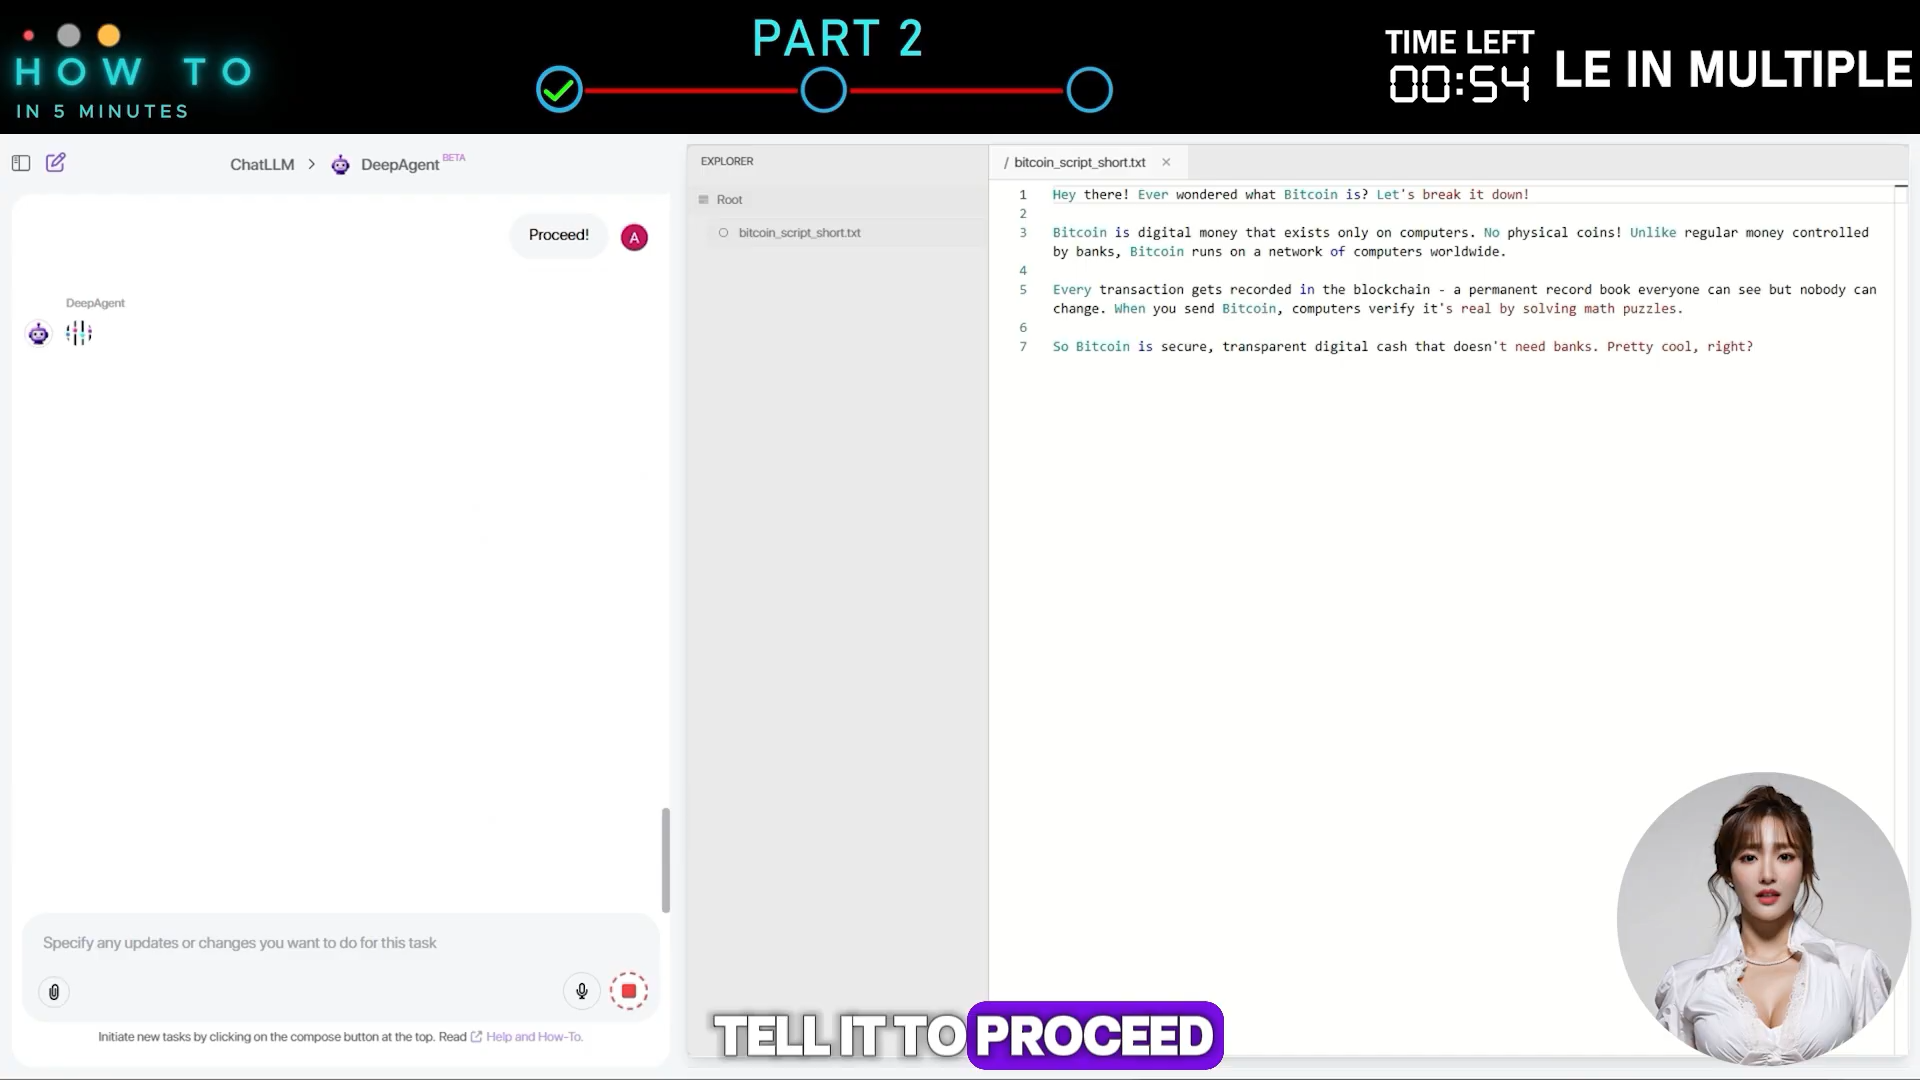 HOW TO
IN 5 MINUTES
PART 2
TIME LEFT
00:54
LE IN MULTIPLE
ChatLLM > DeepAgent BETA
Proceed!
A
DeepAgent
Specify any updates or changes you want to do for this task
Initiate new tasks by clicking on the compose button at the top. Read Help and How-To.
EXPLORER
Root
bitcoin_script_short.txt
/ bitcoin_script_short.txt ×
1 Hey there! Ever wondered what Bitcoin is? Let's break it down!
2
3 Bitcoin is digital money that exists only on computers. No physical coins! Unlike regular money controlled
by banks, Bitcoin runs on a network of computers worldwide.
4
5 Every transaction gets recorded in the blockchain - a permanent record book everyone can see but nobody can
change. When you send Bitcoin, computers verify it's real by solving math puzzles.
6
7 So Bitcoin is secure, transparent digital cash that doesn't need banks. Pretty cool, right?
TELL IT TO PROCEED